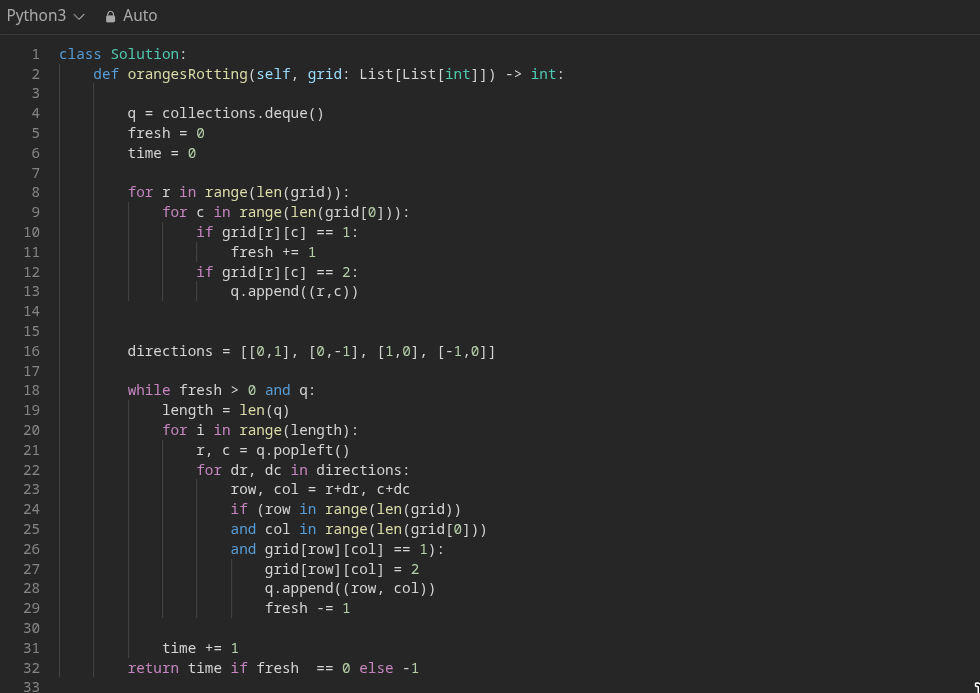 Python3 Auto
1 class Solution:
2     def orangesRotting(self, grid: List[List[int]]) -> int:
3
4         q = collections.deque()
5         fresh = 0
6         time = 0
7
8         for r in range(len(grid)):
9             for c in range(len(grid[0])):
10                 if grid[r][c] == 1:
11                     fresh += 1
12                 if grid[r][c] == 2:
13                     q.append((r,c))
14
15
16         directions = [[0,1], [0,-1], [1,0], [-1,0]]
17
18         while fresh > 0 and q:
19             length = len(q)
20             for i in range(length):
21                 r, c = q.popleft()
22                 for dr, dc in directions:
23                     row, col = r+dr, c+dc
24                     if (row in range(len(grid))
25                     and col in range(len(grid[0]))
26                     and grid[row][col] == 1):
27                         grid[row][col] = 2
28                         q.append((row, col))
29                         fresh -= 1
30
31             time += 1
32         return time if fresh  == 0 else -1
33